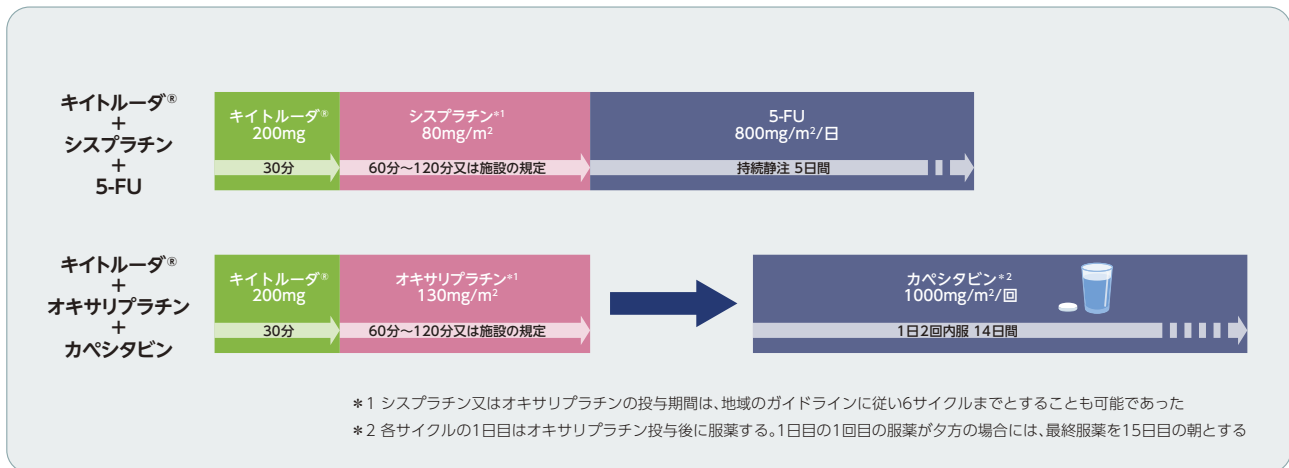 キイトルーダ®
+
シスプラチン
+
5-FU
キイトルーダ®
200mg
30分
シスプラチン*1
80mg/m2
60分~120分又は施設の規定
5-FU
800mg/m2/日
持続静注 5日間
キイトルーダ®
+
オキサリプラチン
+
カペシタビン
キイトルーダ®
200mg
30分
オキサリプラチン*1
130mg/m2
60分~120分又は施設の規定
カペシタビン*2
1000mg/m2/回
1日2回内服 14日間
*1 シスプラチン又はオキサリプラチンの投与期間は、地域のガイドラインに従い6サイクルまでとすることも可能であった
*2 各サイクルの1日目はオキサリプラチン投与後に服薬する。1日目の1回目の服薬が夕方の場合には、最終服薬を15日目の朝とする